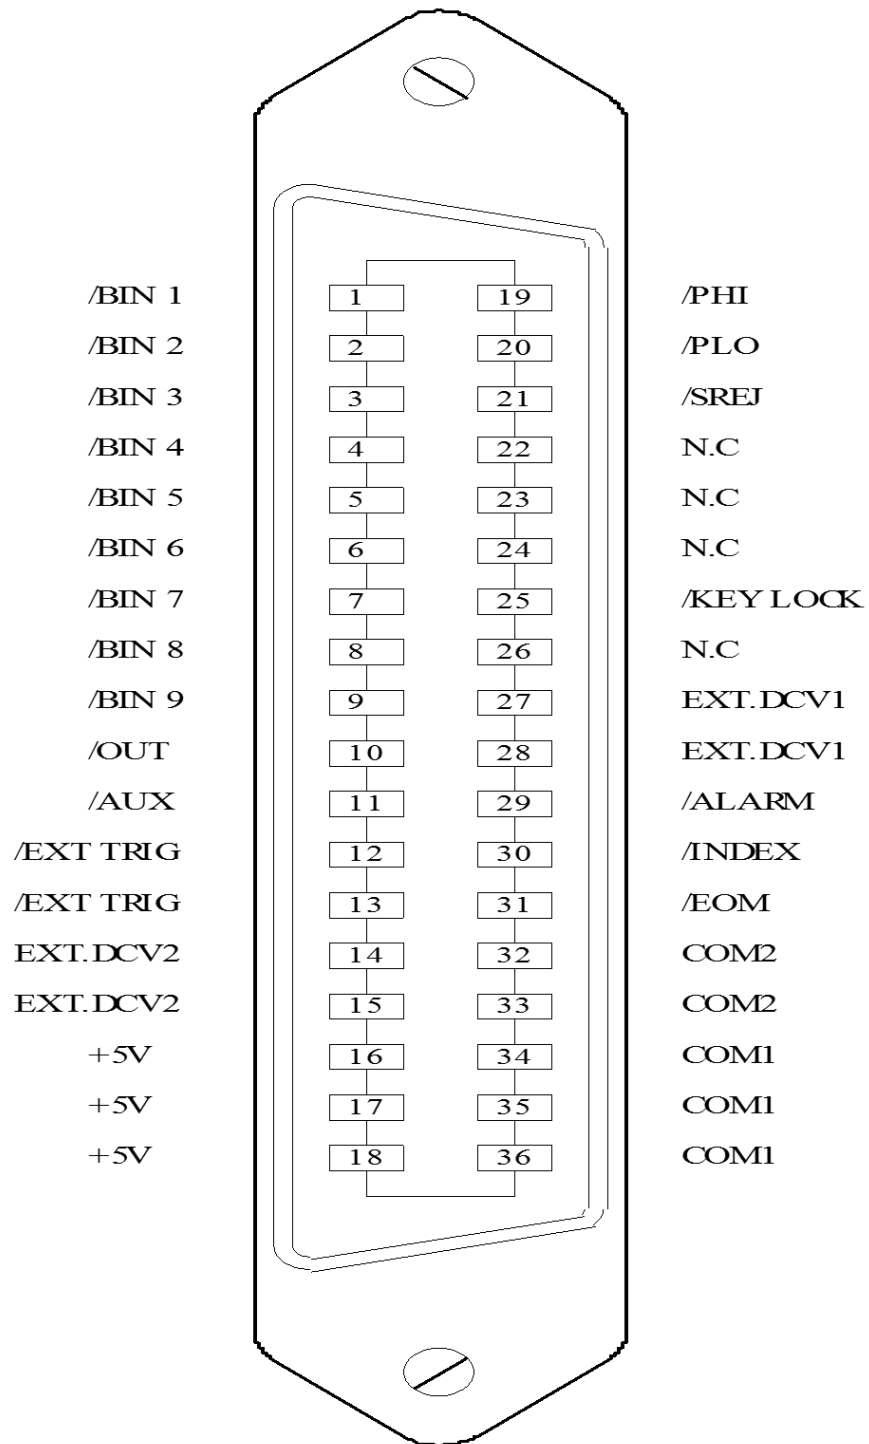 /BIN 1 1 19 /PHI
/BIN 2 2 20 /PLO
/BIN 3 3 21 /SREJ
/BIN 4 4 22 N.C
/BIN 5 5 23 N.C
/BIN 6 6 24 N.C
/BIN 7 7 25 /KEY LOCK
/BIN 8 8 26 N.C
/BIN 9 9 27 EXT.DCV1
/OUT 10 28 EXT.DCV1
/AUX 11 29 /ALARM
/EXT TRIG 12 30 /INDEX
/EXT TRIG 13 31 /EOM
EXT.DCV2 14 32 COM2
EXT.DCV2 15 33 COM2
+5V 16 34 COM1
+5V 17 35 COM1
+5V 18 36 COM1